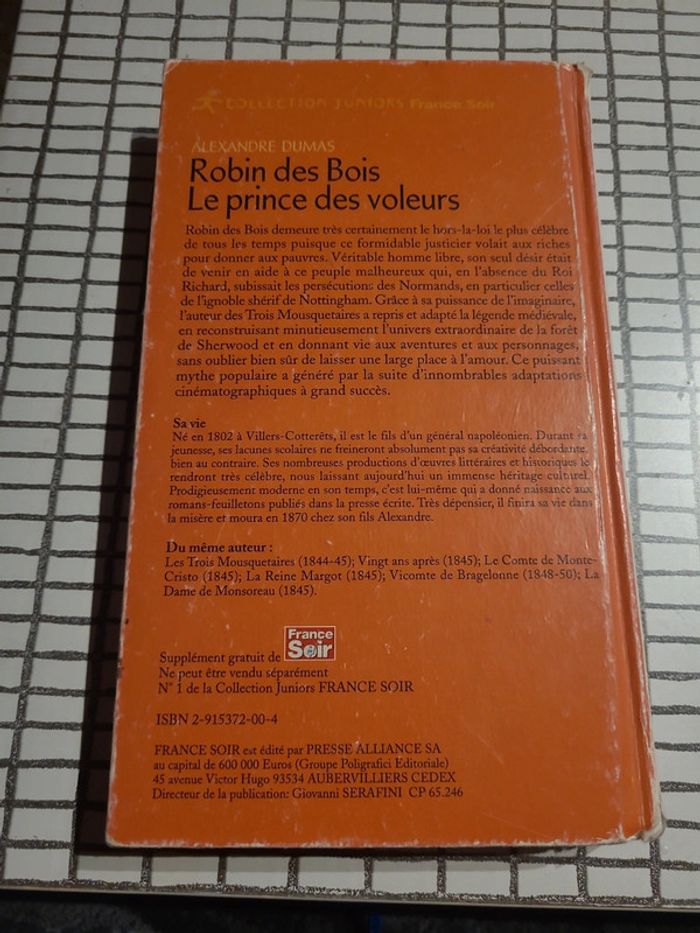 COLLECTION JUNIORS France Soir
ALEXANDRE DUMAS
Robin des Bois
Le prince des voleurs
Robin des Bois demeure très certainement le hors-la-loi le plus célèbre
de tous les temps puisque ce formidable justicier volait aux riches
pour donner aux pauvres. Véritable homme libre, son seul désir était
de venir en aide à ce peuple malheureux qui, en l'absence du Roi
Richard, subissait les persécutions des Normands, en particulier celles
de l'ignoble shérif de Nottingham. Grâce à sa puissance de l'imaginaire,
l'auteur des Trois Mousquetaires a repris et adapté la légende médiévale,
en reconstruisant minutieusement l'univers extraordinaire de la forêt
de Sherwood et en donnant vie aux aventures et aux personnages,
sans oublier bien sûr de laisser une large place à l'amour. Ce puissant
mythe populaire a généré par la suite d'innombrables adaptations
cinématographiques à grand succès.
Sa vie
Né en 1802 à Villers-Cotterêts, il est le fils d'un général napoléonien. Durant sa
jeunesse, ses lacunes scolaires ne freineront absolument pas sa créativité débordante,
bien au contraire. Ses nombreuses productions d'œuvres littéraires et historiques le
rendront très célèbre, nous laissant aujourd'hui un immense héritage culturel.
Prodigieusement moderne en son temps, c'est lui-même qui a donné naissance aux
romans-feuilletons publiés dans la presse écrite. Très dépensier, il finira sa vie dans
la misère et moura en 1870 chez son fils Alexandre.
Du même auteur :
Les Trois Mousquetaires (1844-45); Vingt ans après (1845); Le Comte de Monte-
Cristo (1845); La Reine Margot (1845); Vicomte de Bragelonne (1848-50); La
Dame de Monsoreau (1845).
France
Soir
Supplément gratuit de
Ne peut être vendu séparément
N° 1 de la Collection Juniors FRANCE SOIR
ISBN 2-915372-00-4
FRANCE SOIR est édité par PRESSE ALLIANCE SA
au capital de 600 000 Euros (Groupe Poligrafici Editoriale)
45 avenue Victor Hugo 93534 AUBERVILLIERS CEDEX
Directeur de la publication: Giovanni SERAFINI CP 65.246